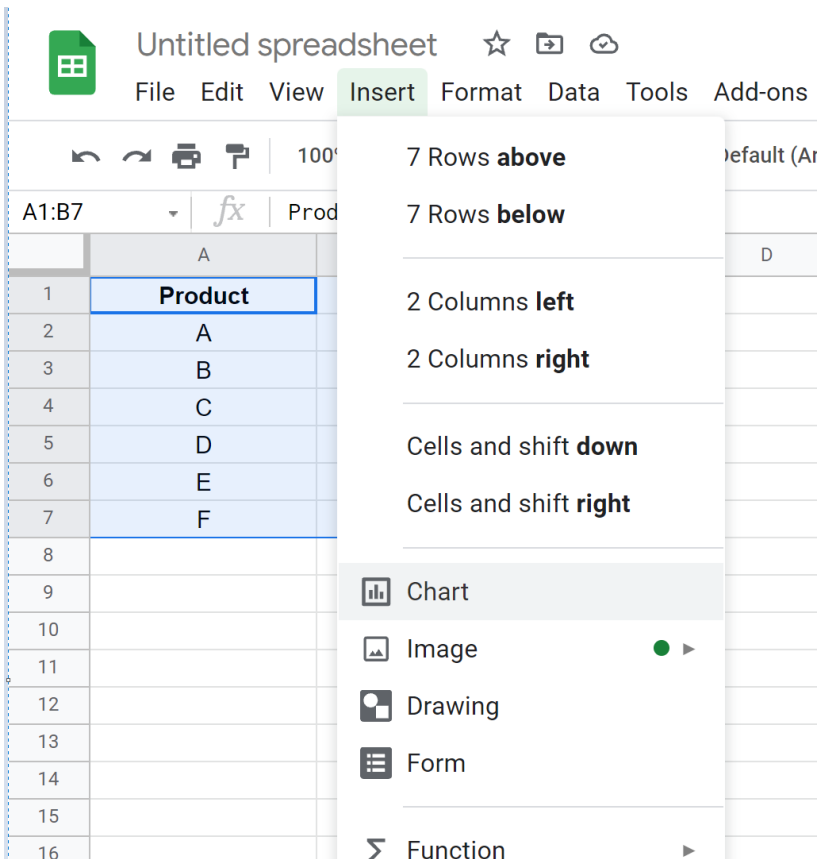 Untitled spreadsheet
File Edit View Insert Format Data Tools Add-ons
100%
7 Rows above
7 Rows below
2 Columns left
2 Columns right
Cells and shift down
Cells and shift right
Chart
Image
Drawing
Form
Function
Default (Ar
A1:B7 fx Prod
A D
1 Product
2 A
3 B
4 C
5 D
6 E
7 F
8
9
10
11
12
13
14
15
16